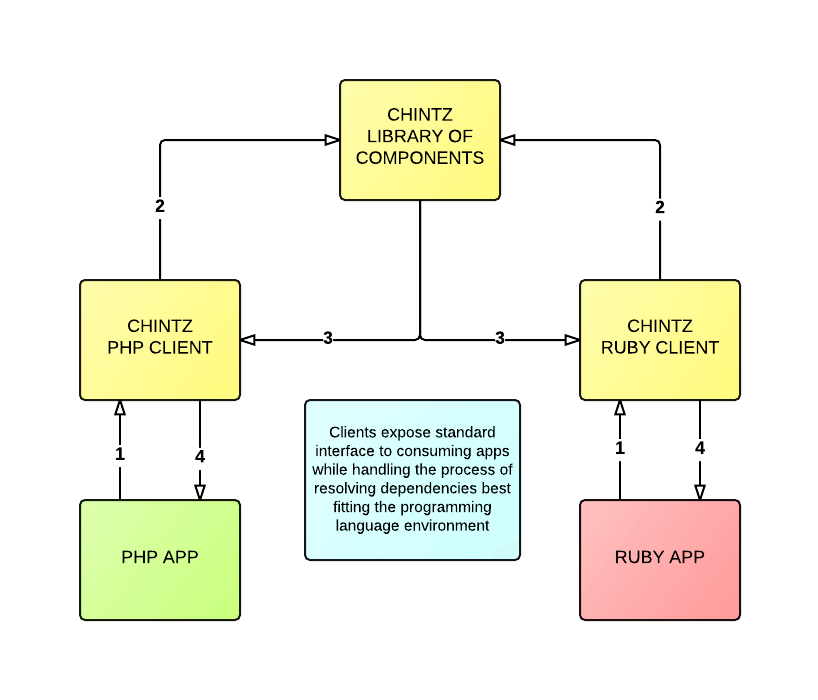 CHINTZ
LIBRARY OF
COMPONENTS
2
2
CHINTZ
PHP CLIENT
3
3
CHINTZ
RUBY CLIENT
1
4
Clients expose standard
interface to consuming apps
while handling the process of
resolving dependencies best
fitting the programming
language environment
1
4
PHP APP
RUBY APP